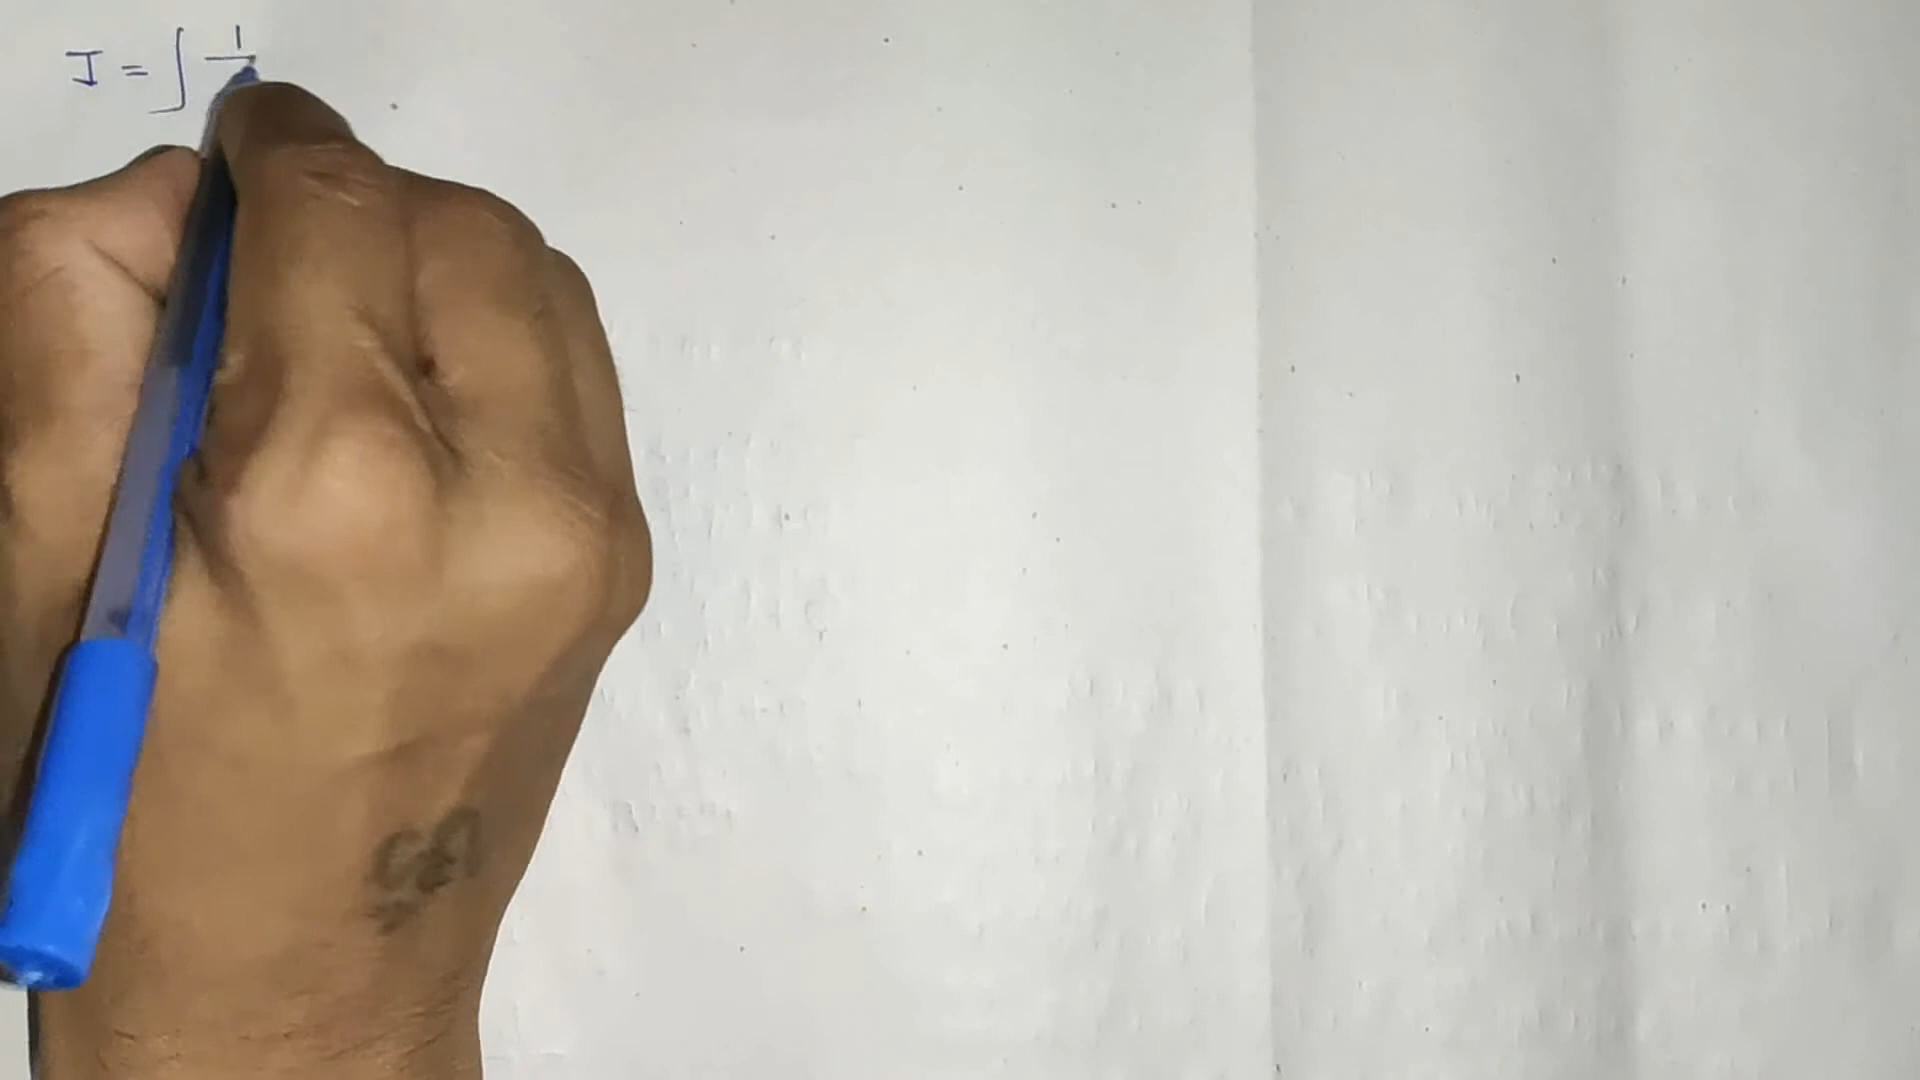 I = ∫ 1/